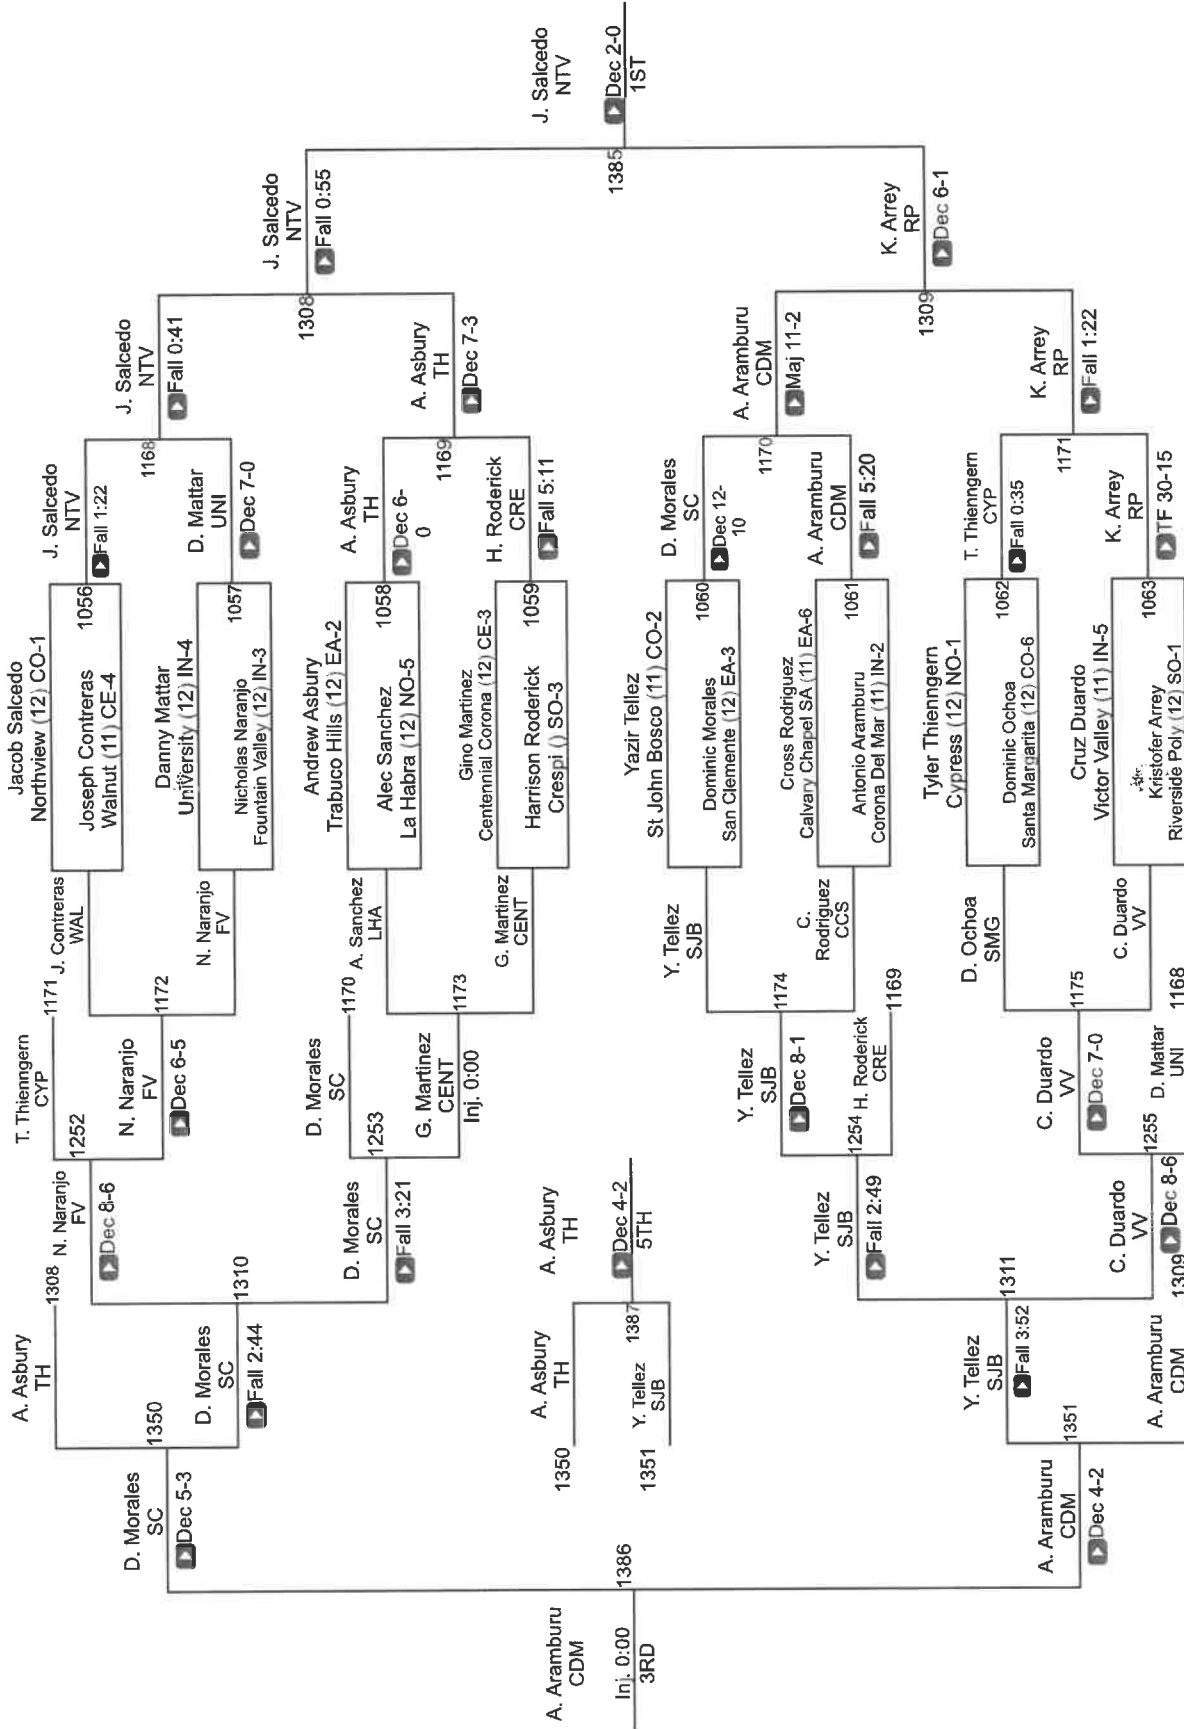 Jacob Salcedo
Northview (12) CO-1
Joseph Contreras
Walnut (11) CE-4
1056
J. Salcedo
NTV
Fall 1:22
Danny Mattar
University (12) IN-4
Nicholas Naranjo
Fountain Valley (12) IN-3
1057
D. Mattar
UNI
Dec 7-0
1168
J. Salcedo
NTV
Fall 0:41
Andrew Asbury
Trabuco Hills (12) EA-2
Alec Sanchez
La Habra (12) NO-5
1058
A. Asbury
TH
Dec 6-
0
Gino Martinez
Centennial Corona (12) CE-3
Harrison Roderick
Crespi () SO-3
1059
H. Roderick
CRE
Fall 5:11
1169
A. Asbury
TH
Dec 7-3
1308
J. Salcedo
NTV
Fall 0:55
Yazir Tellez
St John Bosco (11) CO-2
Dominic Morales
San Clemente (12) EA-3
1060
D. Morales
SC
Dec 12-
10
Cross Rodriguez
Calvary Chapel SA (11) EA-6
Antonio Aramburu
Corona Del Mar (11) IN-2
1061
A. Aramburu
CDM
Fall 5:20
1170
A. Aramburu
CDM
Maj 11-2
Tyler Thienngern
Cypress (12) NO-1
Dominic Ochoa
Santa Margarita (12) CO-6
1062
T. Thienngern
CYP
Fall 0:35
Cruz Duardo
Victor Valley (11) IN-5
Kristofer Arrey
Riverside Poly (12) SO-1
1063
K. Arrey
RP
TF 30-15
1171
K. Arrey
RP
Fall 1:22
1309
K. Arrey
RP
Dec 6-1
1385
J. Salcedo
NTV
Dec 2-0
1ST
J. Contreras
WAL
N. Naranjo
FV
1172
N. Naranjo
FV
Dec 6-5
1171
T. Thienngern
CYP
1252
N. Naranjo
FV
Dec 8-6
A. Sanchez
LHA
G. Martinez
CENT
1173
G. Martinez
CENT
Inj. 0:00
1170
D. Morales
SC
1253
D. Morales
SC
Fall 3:21
1310
D. Morales
SC
Fall 2:44
1308
A. Asbury
TH
1350
D. Morales
SC
Dec 5-3
Y. Tellez
SJB
C.
Rodriguez
CCS
1174
Y. Tellez
SJB
Dec 8-1
1169
H. Roderick
CRE
1254
Y. Tellez
SJB
Fall 2:49
D. Ochoa
SMG
C. Duardo
VV
1175
C. Duardo
VV
Dec 7-0
1168
D. Mattar
UNI
1255
C. Duardo
VV
Dec 8-6
1311
Y. Tellez
SJB
Fall 3:52
1309
A. Aramburu
CDM
1351
A. Aramburu
CDM
Dec 4-2
1386
A. Aramburu
CDM
Inj. 0:00
3RD
1350
A. Asbury
TH
1351
Y. Tellez
SJB
1387
A. Asbury
TH
Dec 4-2
5TH